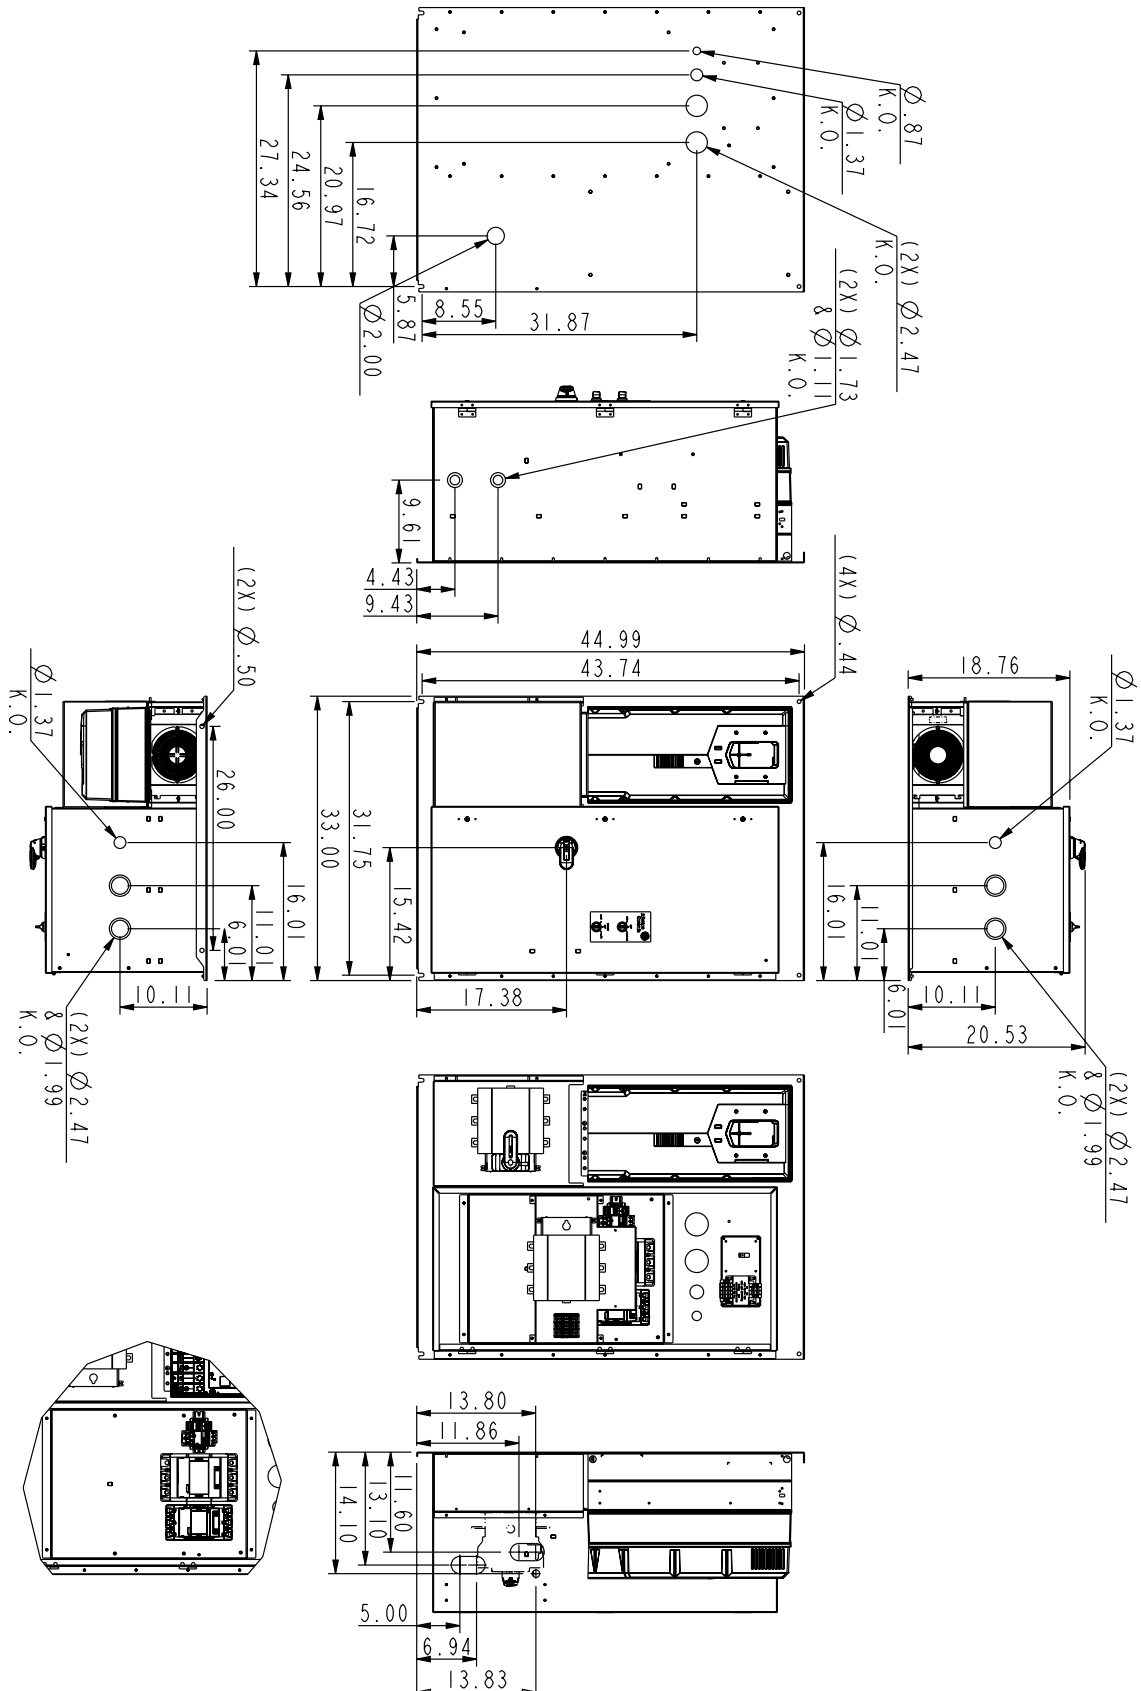 27.34
24.56
20.97
16.72
5.87
Ø2.00
8.55
31.87
Ø.87
K.O.
Ø1.37
K.O.
(2X) Ø2.47
K.O.
(2X) Ø1.73
& Ø1.11
K.O.
9.61
4.43
9.43
(2X) Ø.50
Ø1.37
K.O.
26.00
16.01
11.01
6.01
10.11
(2X) Ø2.47
& Ø1.99
K.O.
44.99
43.74
(4X) Ø.44
33.00
31.75
15.42
17.38
18.76
Ø1.37
K.O.
16.01
11.01
6.01
10.11
20.53
(2X) Ø2.47
& Ø1.99
K.O.
13.80
11.86
14.10
13.10
11.60
5.00
6.94
13.83